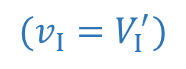 (v_I = V_I')